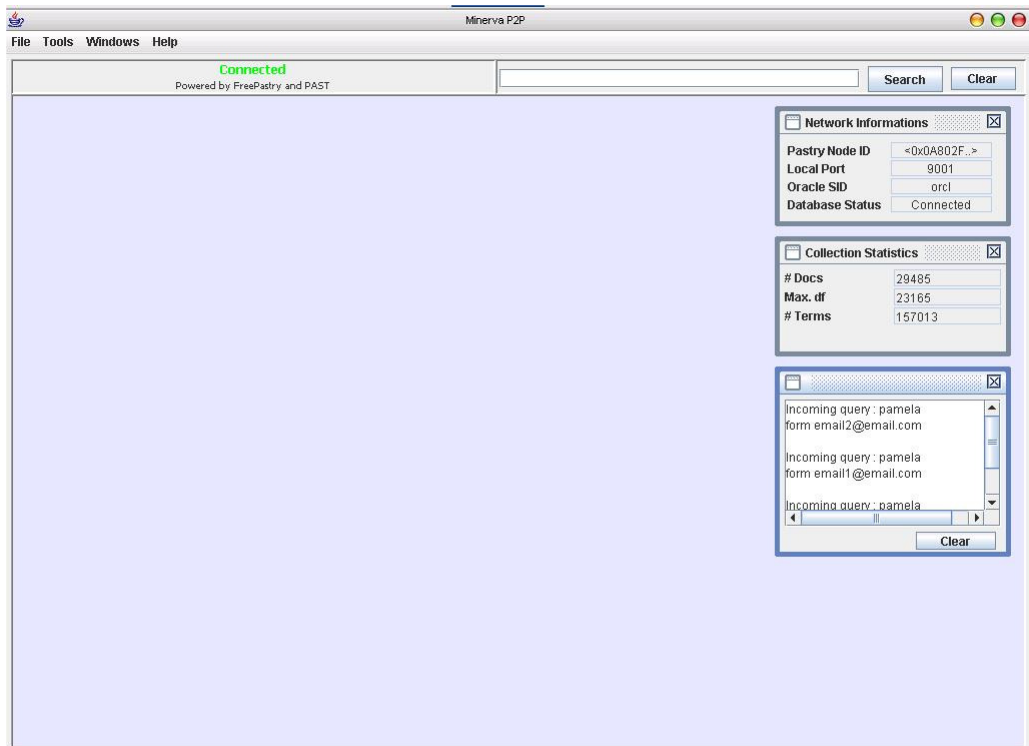 Minerva P2P
File Tools Windows Help
Connected
Powered by FreePastry and PAST
Search Clear
Network Informations
Pastry Node ID <0x0A802F..>
Local Port 9001
Oracle SID orcl
Database Status Connected
Collection Statistics
# Docs 29485
Max. df 23165
# Terms 157013
Incoming query : pamela
form email2@email.com
Incoming query : pamela
form email1@email.com
Incoming query : pamela
Clear